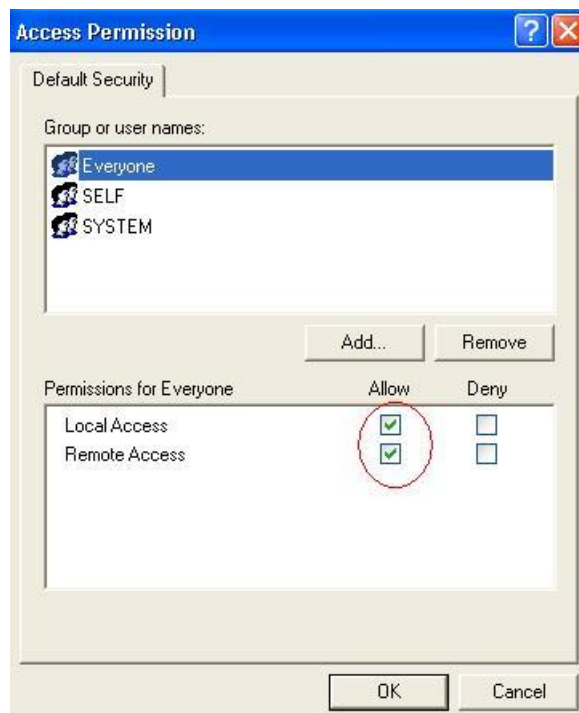 Access Permission
Default Security
Group or user names:
Everyone
SELF
SYSTEM
Add... Remove
Permissions for Everyone Allow Deny
Local Access
Remote Access
OK Cancel